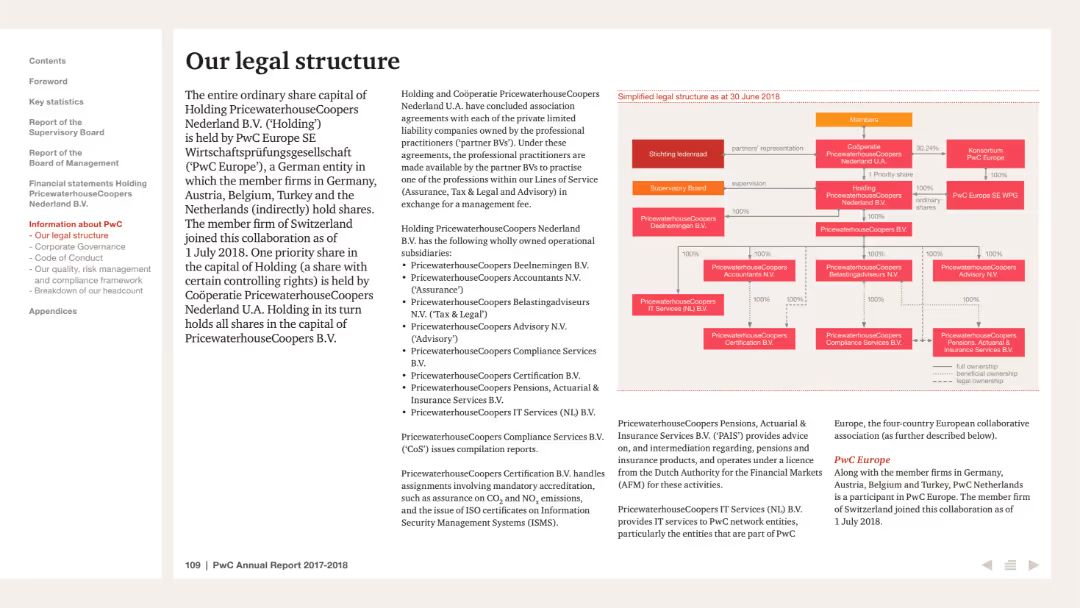 Contents
Foreword
Key statistics
Report of the
Supervisory Board
Report of the
Board of Management
Financial statements Holding
PricewaterhouseCoopers
Nederland B.V.
Information about PwC
- Our legal structure
- Corporate Governance
- Code of Conduct
- Our quality, risk management
and compliance framework
- Breakdown of our headcount
Appendices
Our legal structure
The entire ordinary share capital of
Holding PricewaterhouseCoopers
Nederland B.V. (‘Holding’)
is held by PwC Europe SE
Wirtschaftsprüfungsgesellschaft
(‘PwC Europe’), a German entity in
which the member firms in Germany,
Austria, Belgium, Turkey and the
Netherlands (indirectly) hold shares.
The member firm of Switzerland
joined this collaboration as of
1 July 2018. One priority share in
the capital of Holding (a share with
certain controlling rights) is held by
Coöperatie PricewaterhouseCoopers
Nederland U.A. Holding in its turn
holds all shares in the capital of
PricewaterhouseCoopers B.V.
Holding and Coöperatie PricewaterhouseCoopers
Nederland U.A. have concluded association
agreements with each of the private limited
liability companies owned by the professional
practitioners (‘partner BVs’). Under these
agreements, the professional practitioners are
made available by the partner BVs to practise
one of the professions within our Lines of Service
(Assurance, Tax & Legal and Advisory) in
exchange for a management fee.
Holding PricewaterhouseCoopers Nederland
B.V. has the following wholly owned operational
subsidiaries:
• PricewaterhouseCoopers Deelnemingen B.V.
• PricewaterhouseCoopers Accountants N.V.
(‘Assurance’)
• PricewaterhouseCoopers Belastingadviseurs
N.V. (‘Tax & Legal’)
• PricewaterhouseCoopers Advisory N.V.
(‘Advisory’)
• PricewaterhouseCoopers Compliance Services
B.V.
• PricewaterhouseCoopers Certification B.V.
• PricewaterhouseCoopers Pensions, Actuarial &
Insurance Services B.V.
• PricewaterhouseCoopers IT Services (NL) B.V.
PricewaterhouseCoopers Compliance Services B.V.
(‘CoS’) issues compilation reports.
PricewaterhouseCoopers Certification B.V. handles
assignments involving mandatory accreditation,
such as assurance on CO2 and NOx emissions,
and the issue of ISO certificates on Information
Security Management Systems (ISMS).
Simplified legal structure as at 30 June 2018
Members
Stichting ledenraad
partners' representation
Coöperatie
PricewaterhouseCoopers
Nederland U.A.
30.24%
Konsortium
PwC Europe
1 Priority share
100%
Supervisory Board
supervision
Holding
PricewaterhouseCoopers
Nederland B.V.
100%
ordinary
shares
PwC Europe SE WPG
PricewaterhouseCoopers
Deelnemingen B.V.
100%
100%
PricewaterhouseCoopers B.V.
100%
100%
100%
100%
PricewaterhouseCoopers
Accountants N.V.
PricewaterhouseCoopers
Belastingadviseurs N.V.
PricewaterhouseCoopers
Advisory N.V.
PricewaterhouseCoopers
IT Services (NL) B.V.
100%
100%
100%
100%
PricewaterhouseCoopers
Certification B.V.
PricewaterhouseCoopers
Compliance Services B.V.
PricewaterhouseCoopers
Pensions, Actuarial &
Insurance Services B.V.
full ownership
beneficial ownership
legal ownership
PricewaterhouseCoopers Pensions, Actuarial &
Insurance Services B.V. (‘PAIS’) provides advice
on, and intermediation regarding, pensions and
insurance products, and operates under a licence
from the Dutch Authority for the Financial Markets
(AFM) for these activities.
PricewaterhouseCoopers IT Services (NL) B.V.
provides IT services to PwC network entities,
particularly the entities that are part of PwC
Europe, the four-country European collaborative
association (as further described below).
PwC Europe
Along with the member firms in Germany,
Austria, Belgium and Turkey, PwC Netherlands
is a participant in PwC Europe. The member firm
of Switzerland joined this collaboration as of
1 July 2018.
109 | PwC Annual Report 2017-2018